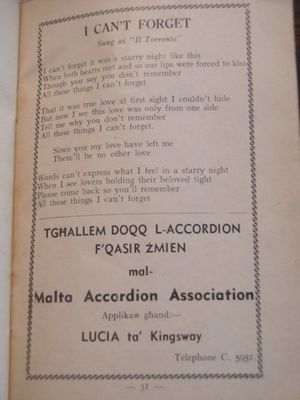 I CAN'T FORGET
Sung as "Il Torrente"
I can't forget it was a starry night like this
When both hearts met and so our lips were forced to kiss
Though you say you don't remember
All these things I can't forget
That it was true love at first sight I couldn't hide
But now I see this love was only from one side
Tell me why you don't remember
All these things I can't forget.
Since you my love have left me
There'll be no other love
Words can't express what I feel in a starry night
When I see lovers holding their beloved tight
Please come back so you'll remember
All these things I can't forget
TGHALLEM DOQQ L-ACCORDION
F'QASIR ŻMIEN
mal-
Malta Accordion Association
Applikaw ghand:—
LUCIA ta' Kingsway
Telephone C. 5951
— 31 —